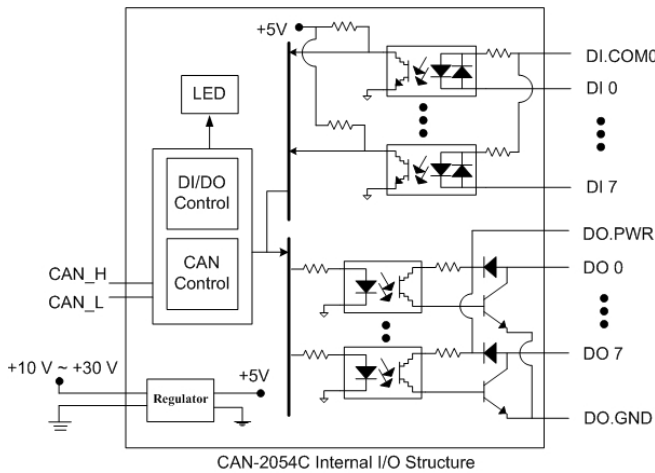 +5V
DI.COM0
LED
DI 0
DI/DO
Control
DI 7
DO.PWR
CAN
Control
DO 0
CAN_H
CAN_L
DO 7
+10 V ~ +30 V
+5V
Regulator
DO.GND
CAN-2054C Internal I/O Structure